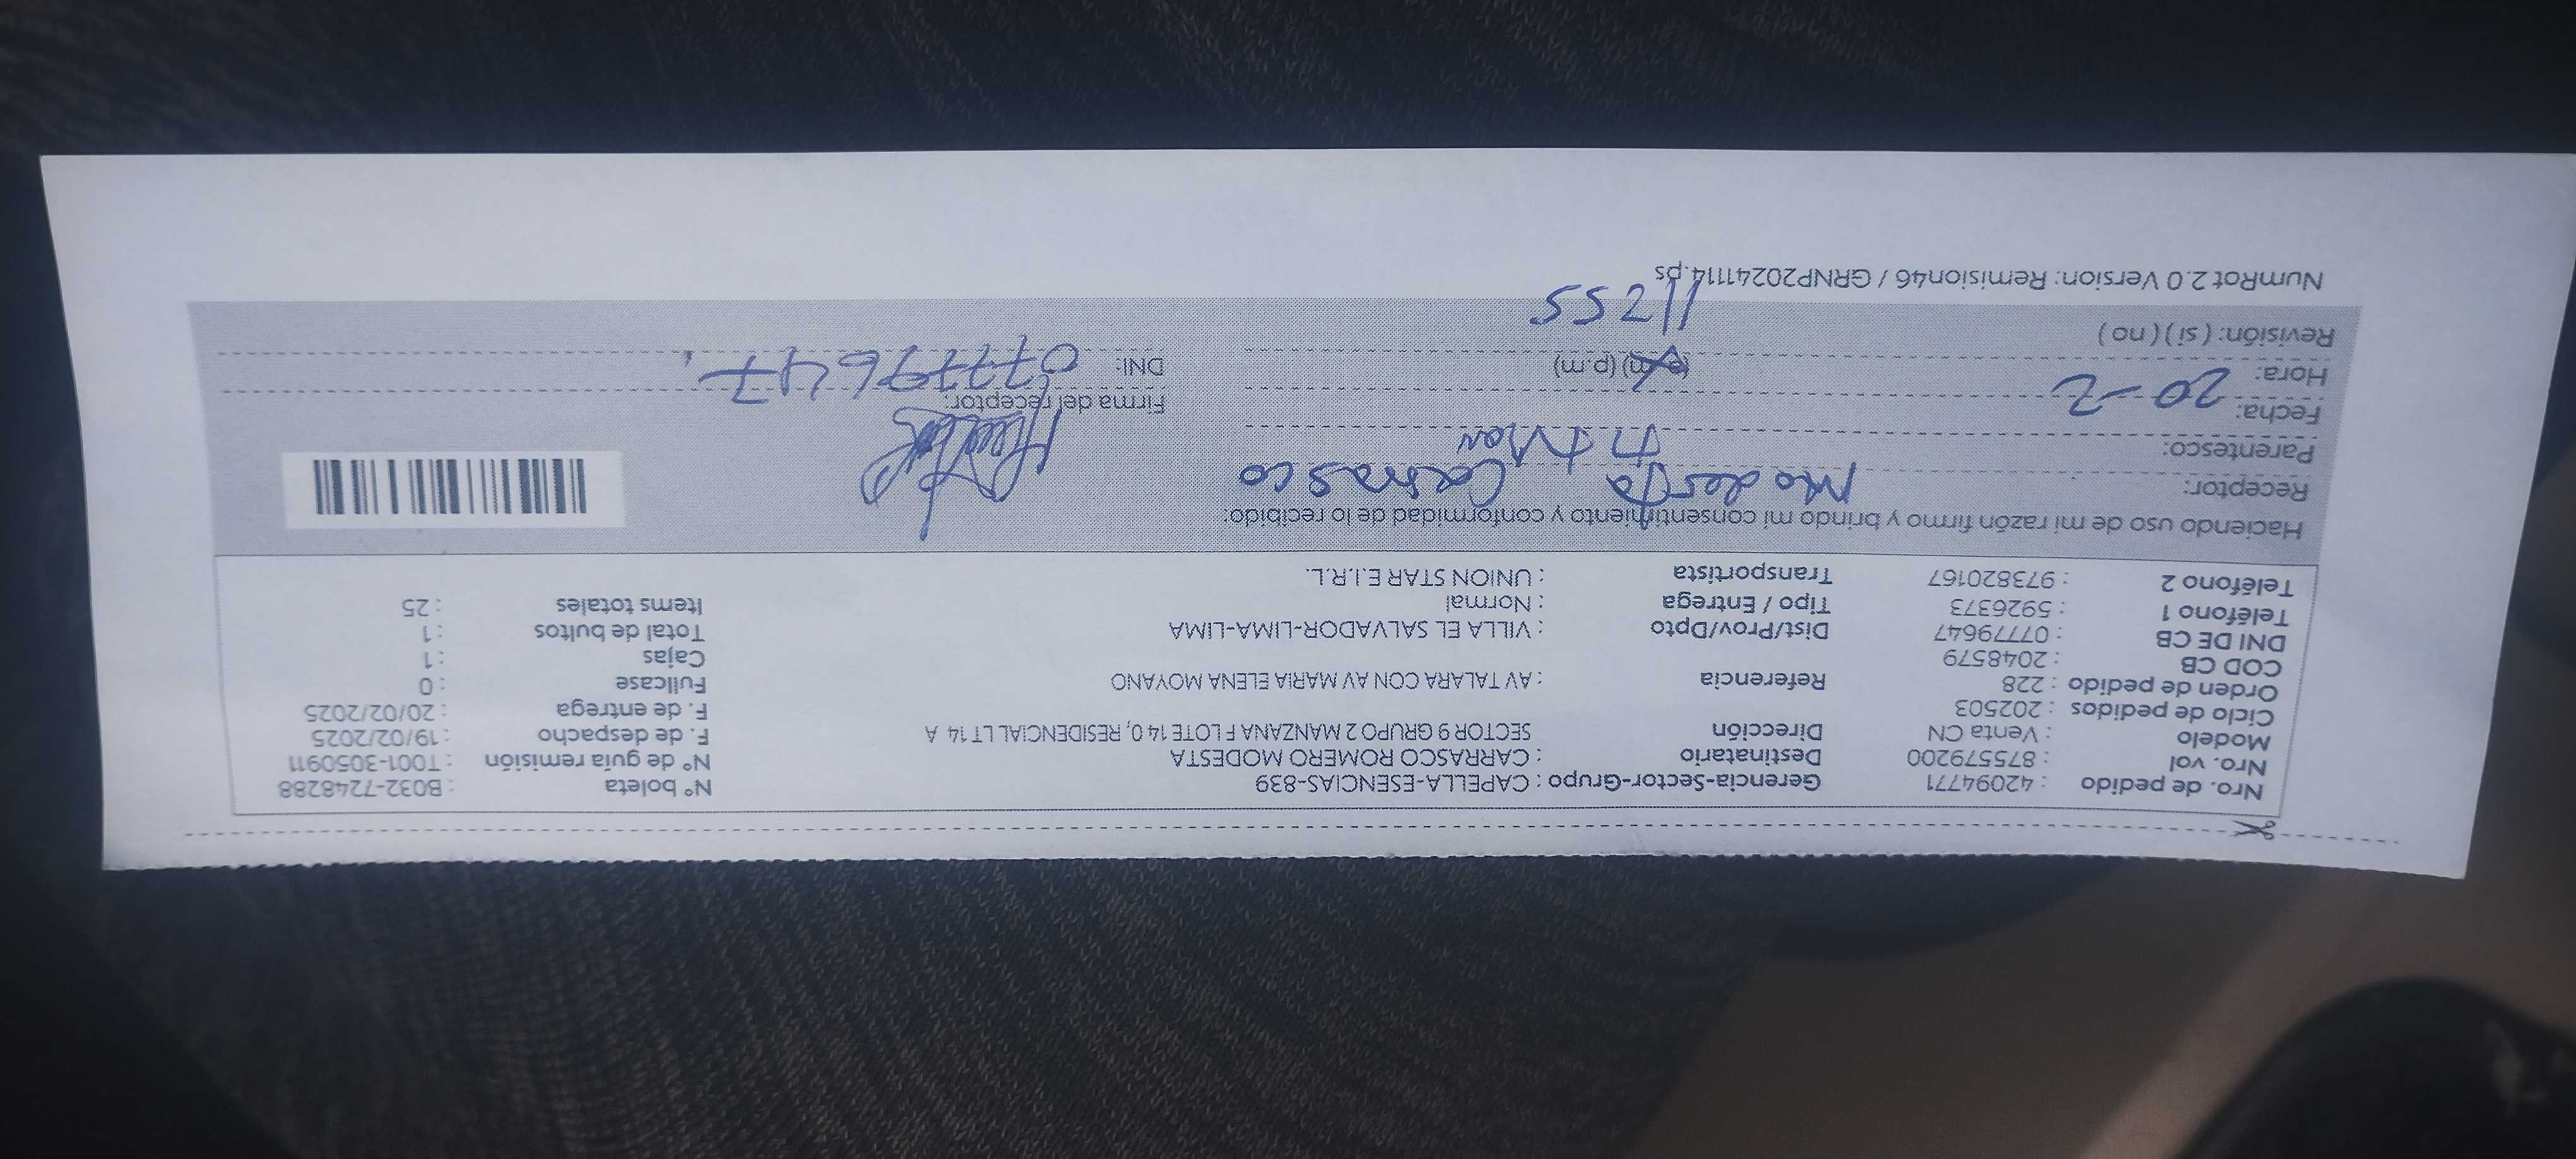 Nro. de pedido : 42094771 Gerencia-Sector-Grupo : CAPELLA-ESENCIAS-839 N° boleta : B032-7248288
Nro. vol : 875579200 Destinatario : CARRASCO ROMERO MODESTA N° de guía remisión : T001-3050911
Modelo : Venta CN Dirección SECTOR 9 GRUPO 2 MANZANA F LOTE 14 0, RESIDENCIAL LT 14 A F. de despacho : 19/02/2025
Ciclo de pedidos : 202503 F. de entrega : 20/02/2025
Orden de pedido : 228 Referencia : AV TALARA CON AV MARIA ELENA MOYANO Fullcase : 0
COD CB : 2048579 Cajas : 1
DNI DE CB : 07779647 Dist/Prov/Dpto : VILLA EL SALVADOR-LIMA-LIMA Total de bultos : 1
Teléfono 1 : 5926373 Tipo / Entrega : Normal Items totales : 25
Teléfono 2 : 973820167 Transportista : UNION STAR E.I.R.L.
Haciendo uso de mi razón firmo y brindo mi consentimiento y conformidad de lo recibido:
Receptor: Modesta Carrasco
Parentesco:
Firma del receptor:
Fecha: 20-2
Hora: (a.m) (p.m) DNI: 07779647
Revisión: ( si ) ( no ) 11255
NumRot 2.0 Version: Remision46 / GRNP20241114.ps